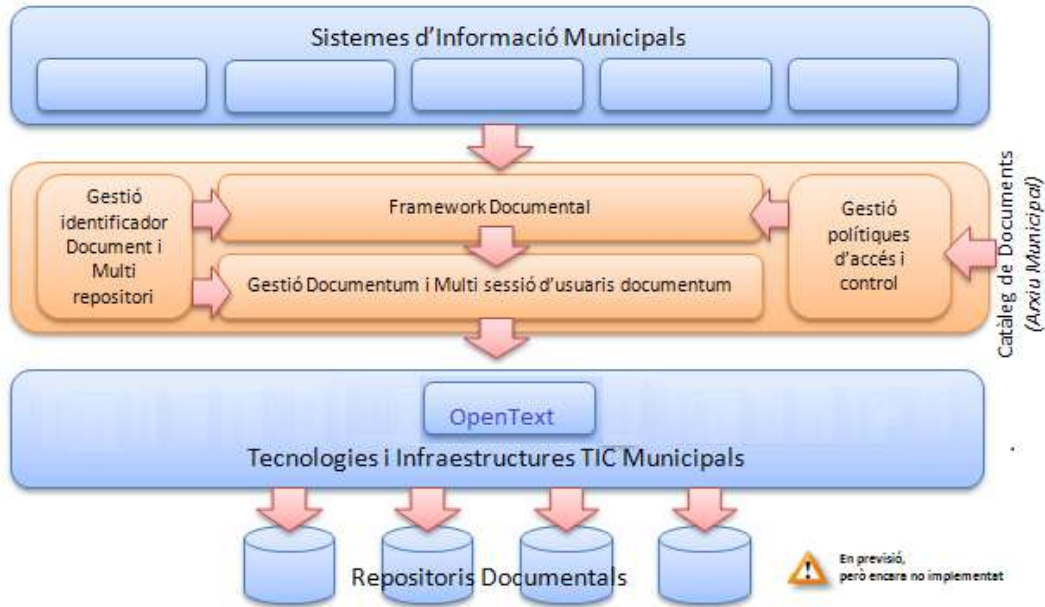 Sistemes d'Informació Municipals
Gestió
identificador
Document i
Multi
repositori
Framework Documental
Gestió Documentum i Multi sessió d'usuaris documentum
Gestió
polítiques
d'accés i
control
Catàleg de Documents
(Arxiu Municipal)
OpenText
Tecnologies i Infraestructures TIC Municipals
.
Repositoris Documentals
En previsió,
però encara no implementat